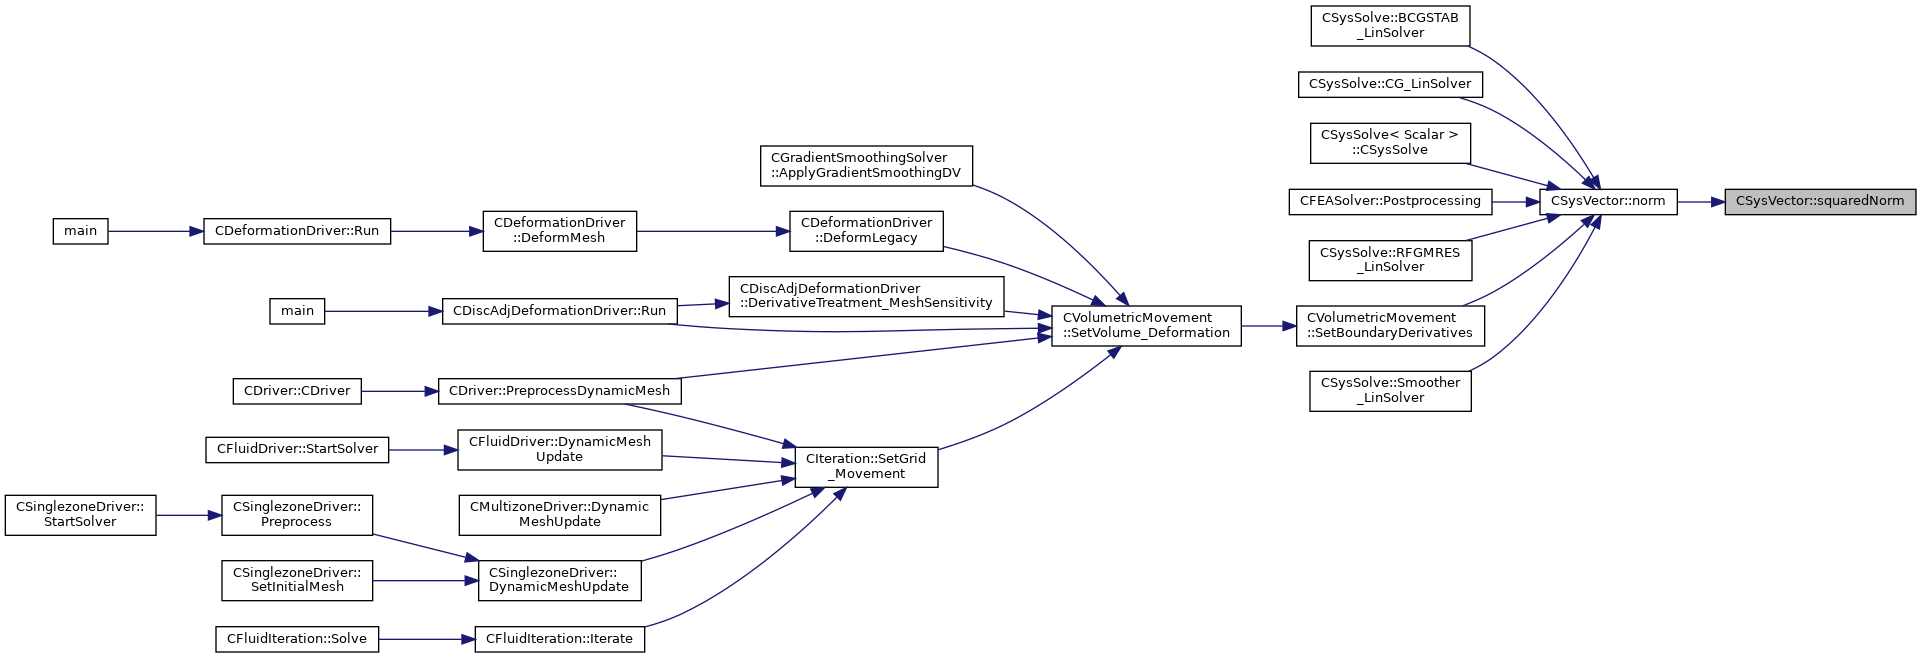 CSysSolve::BCGSTAB
_LinSolver
CSysSolve::CG_LinSolver
CSysSolve< Scalar >
::CSysSolve
CFEASolver::Postprocessing
CSysSolve::RFGMRES
_LinSolver
CVolumetricMovement
::SetBoundaryDerivatives
CSysSolve::Smoother
_LinSolver
CSysVector::norm
CSysVector::squaredNorm
CGradientSmoothingSolver
::ApplyGradientSmoothingDV
main
CDeformationDriver::Run
CDeformationDriver
::DeformMesh
CDeformationDriver
::DeformLegacy
CDiscAdjDeformationDriver
::DerivativeTreatment_MeshSensitivity
main
CDiscAdjDeformationDriver::Run
CVolumetricMovement
::SetVolume_Deformation
CDriver::CDriver
CDriver::PreprocessDynamicMesh
CFluidDriver::StartSolver
CFluidDriver::DynamicMesh
Update
CIteration::SetGrid
_Movement
CMultizoneDriver::Dynamic
MeshUpdate
CSinglezoneDriver::
StartSolver
CSinglezoneDriver::
Preprocess
CSinglezoneDriver::
SetInitialMesh
CSinglezoneDriver::
DynamicMeshUpdate
CFluidIteration::Solve
CFluidIteration::Iterate